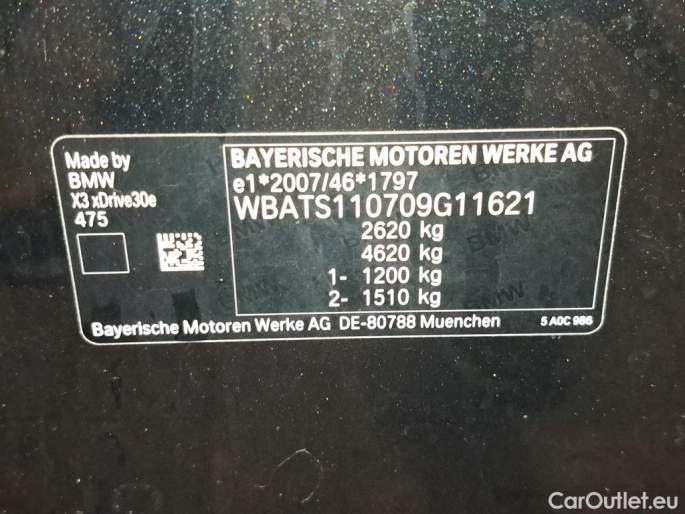 Made by
BMW
X3 xDrive30e
475
BAYERISCHE MOTOREN WERKE AG
e1*2007/46*1797
WBATS110709G11621
2620 kg
4620 kg
1- 1200 kg
2- 1510 kg
Bayerische Motoren Werke AG DE-80788 Muenchen
5 A0C 986
CarOutlet.eu